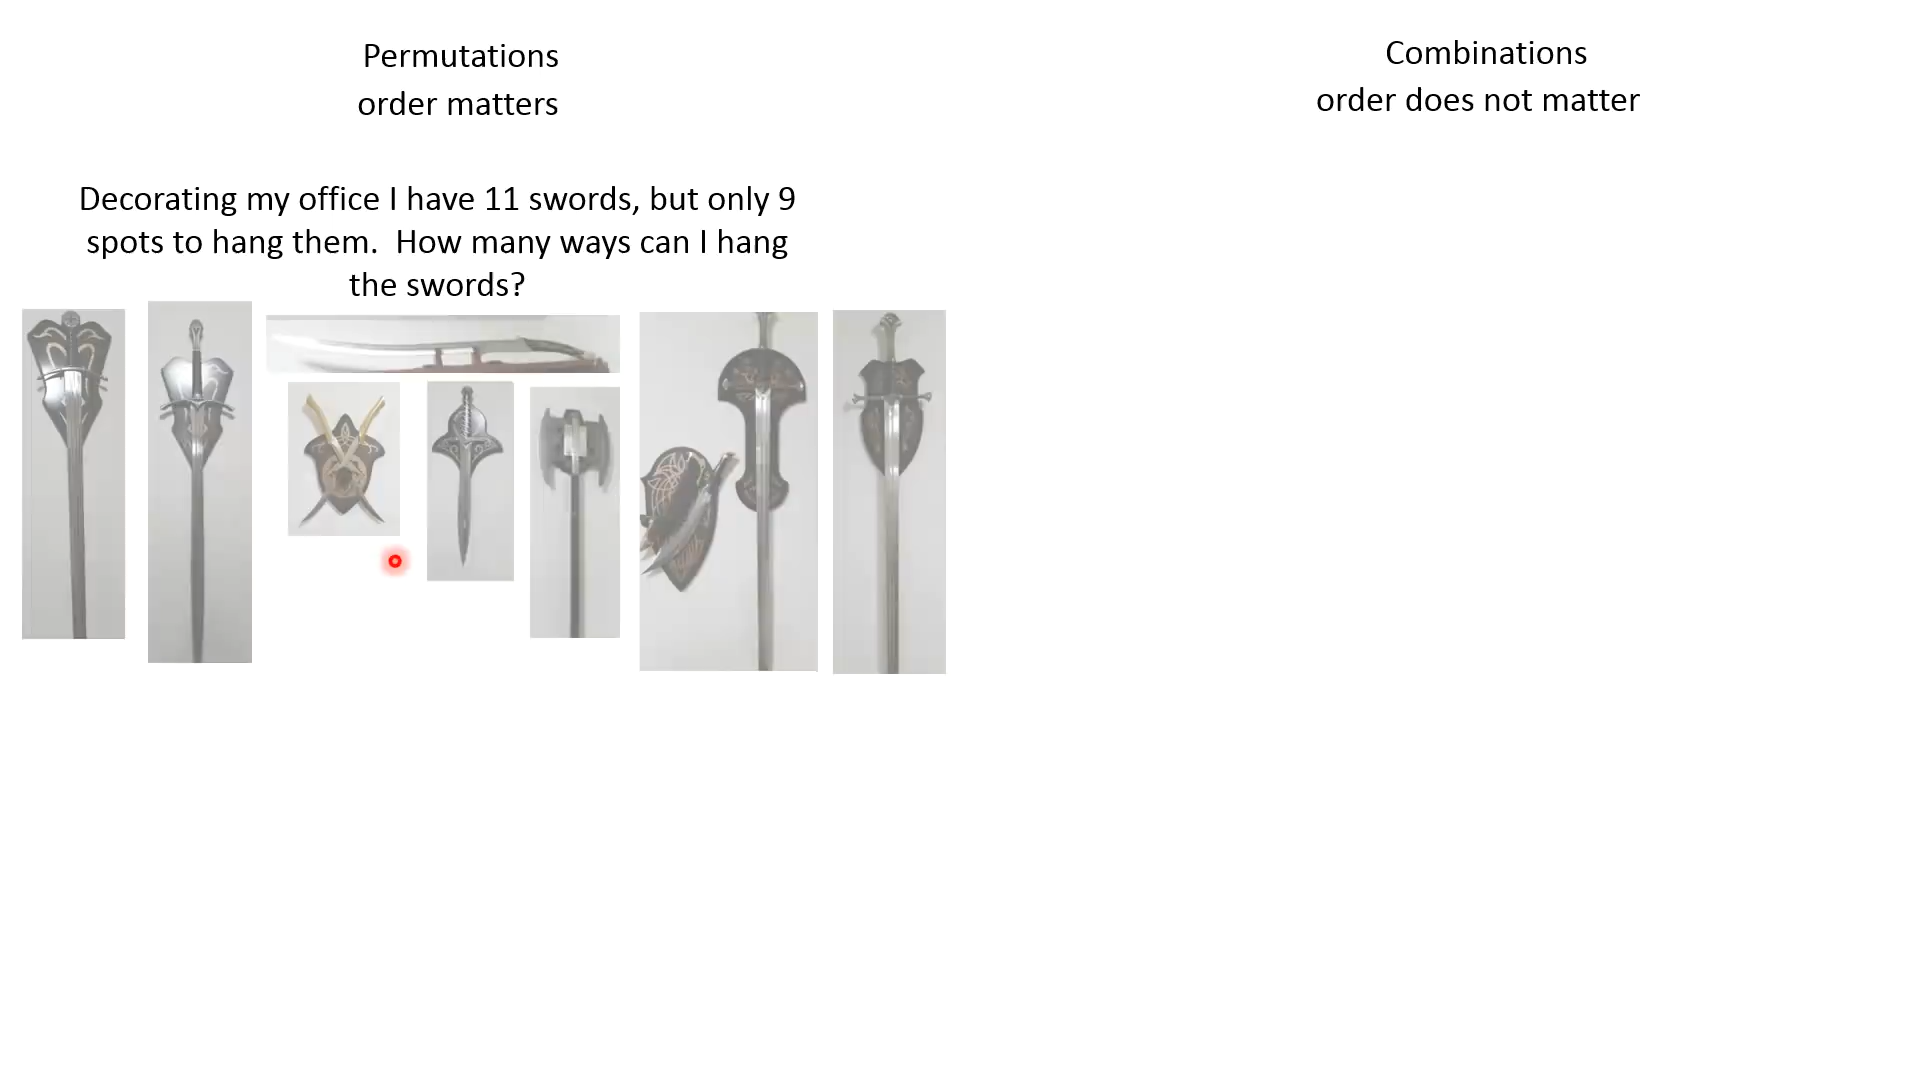 Permutations
order matters
Combinations
order does not matter
Decorating my office I have 11 swords, but only 9
spots to hang them.  How many ways can I hang
the swords?